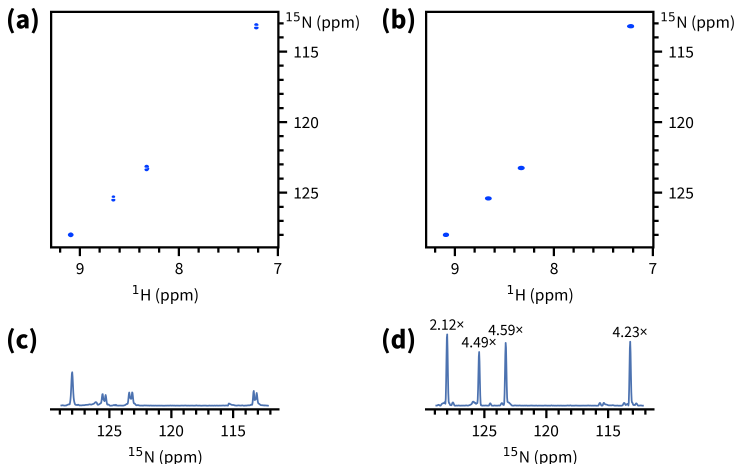 (a)
15N (ppm)
115
120
125
9 8 7
1H (ppm)
(b)
15N (ppm)
115
120
125
9 8 7
1H (ppm)
(c)
125 120 115
15N (ppm)
(d)
2.12× 4.49× 4.59× 4.23×
125 120 115
15N (ppm)